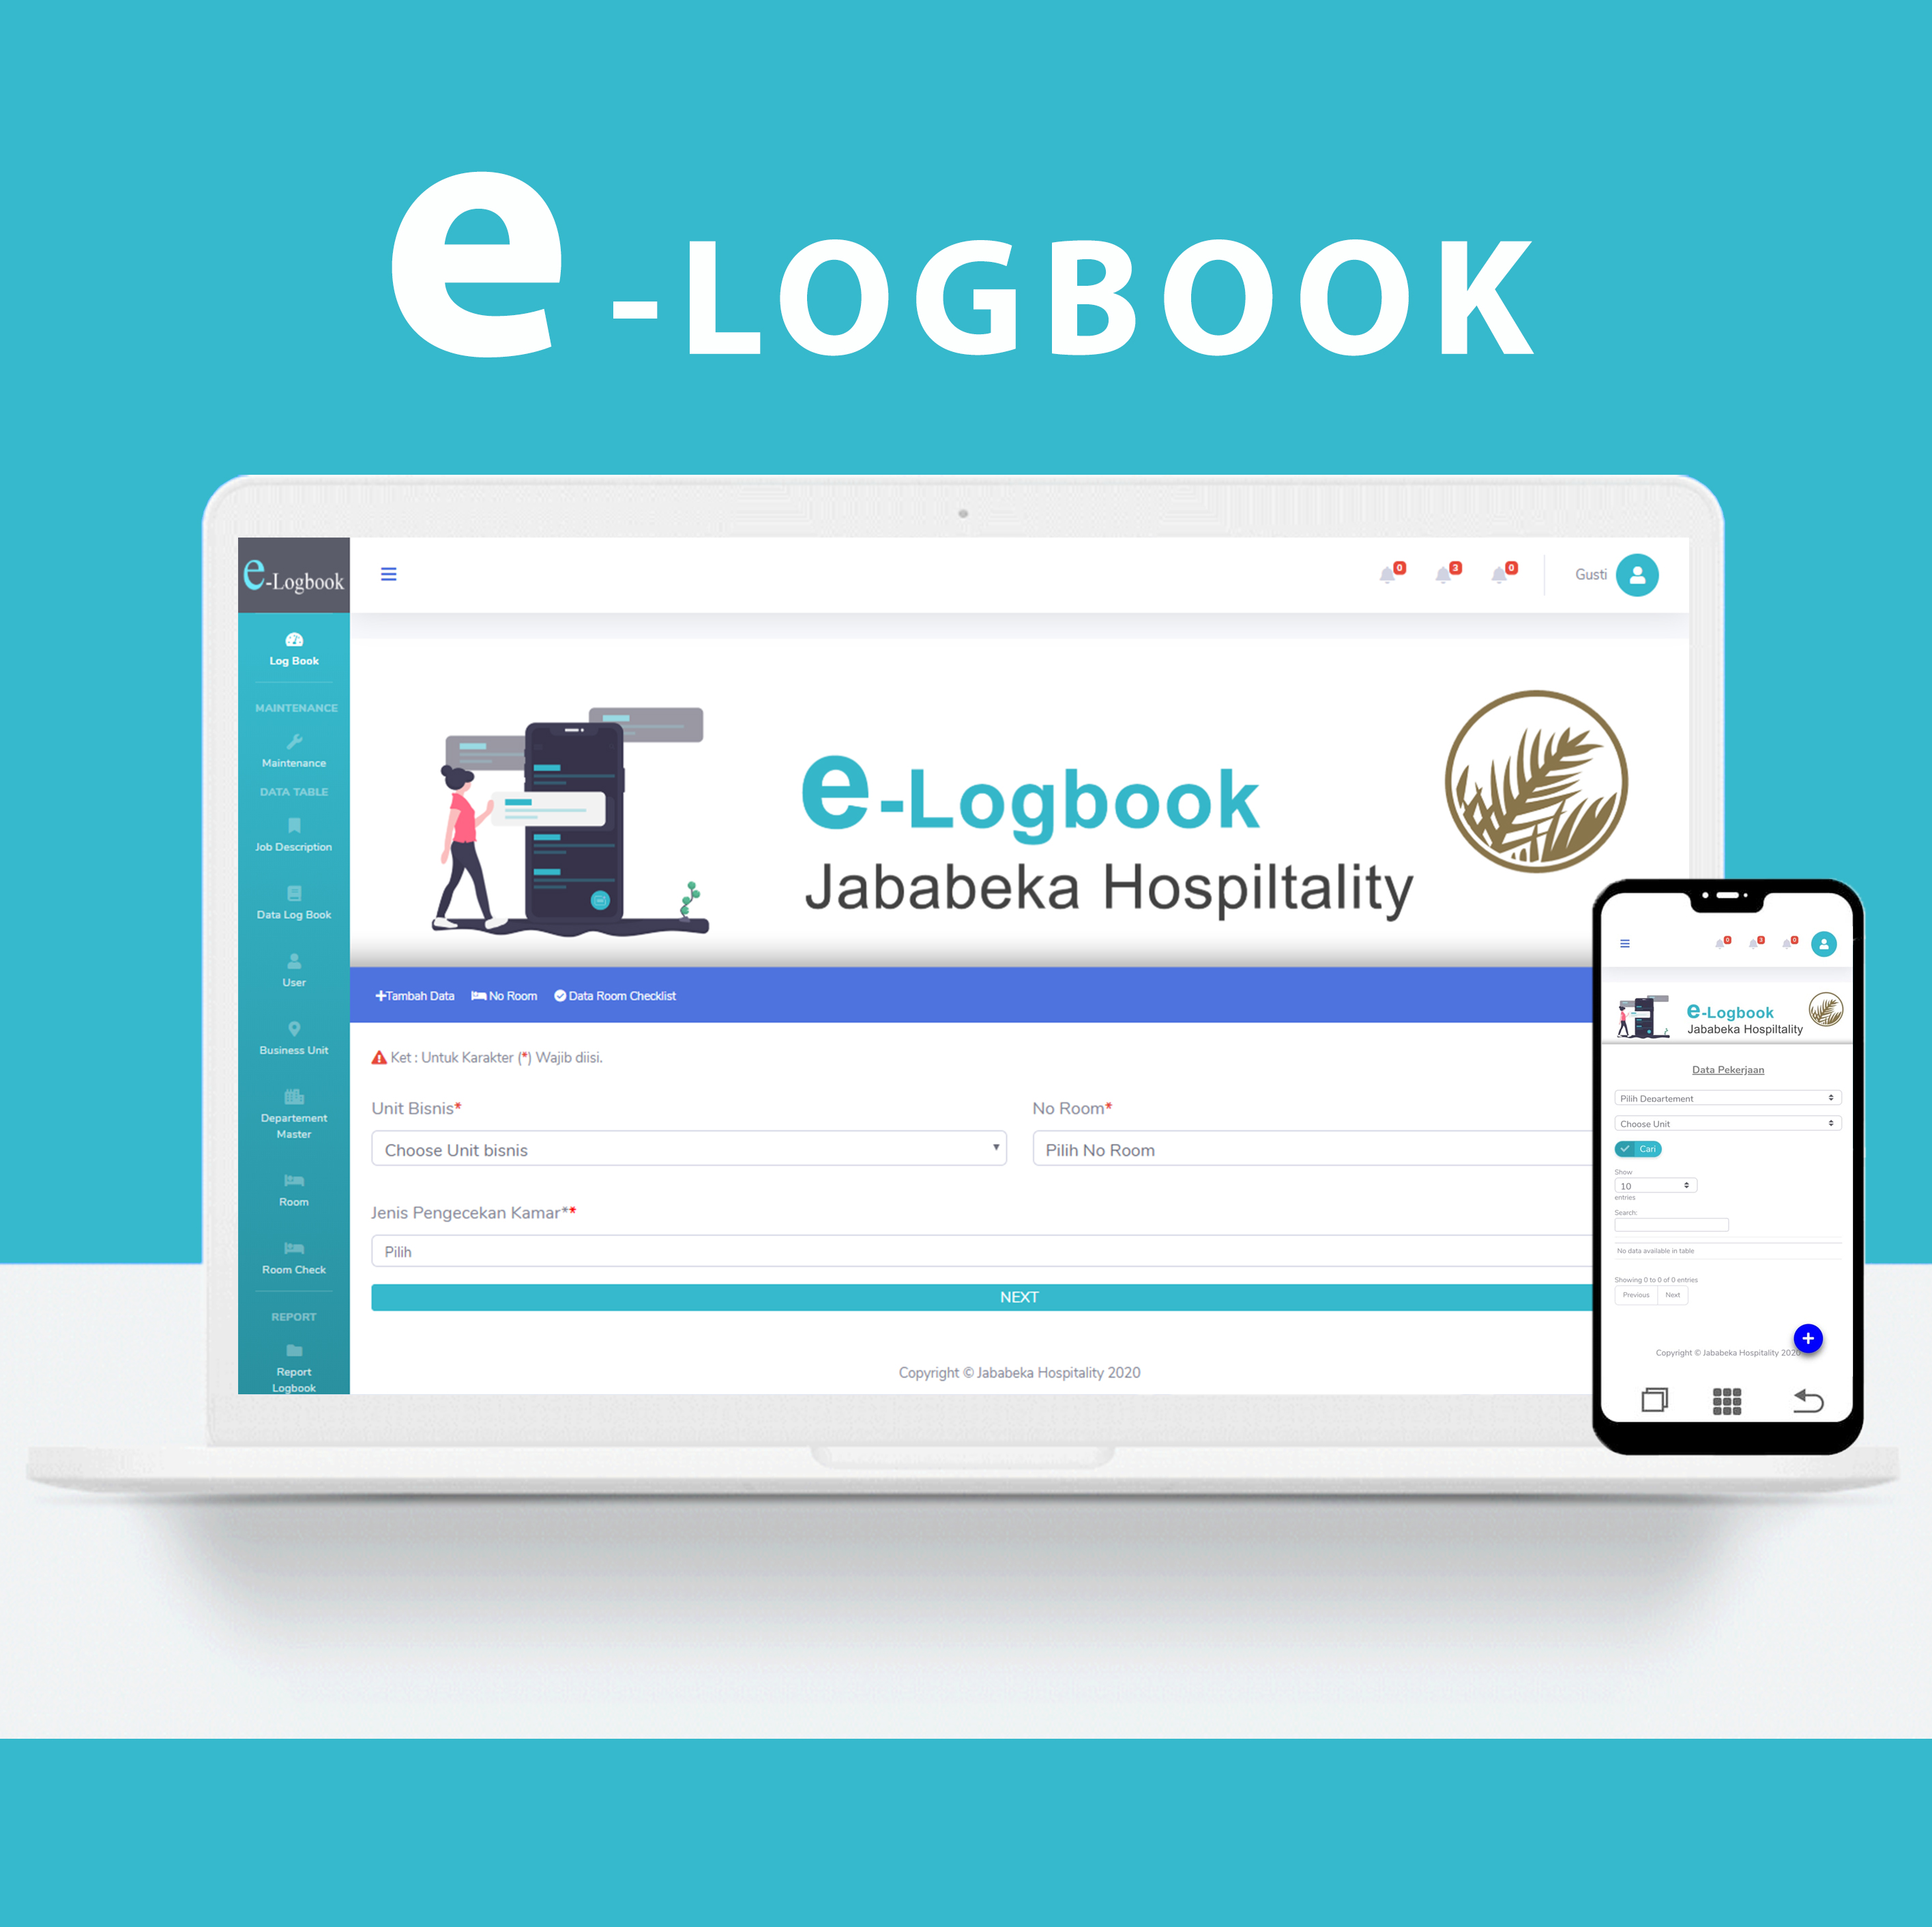 e-LOGBOOK
e-Logbook
0 3 0 Gusti
Log Book
MAINTENANCE
Maintenance
DATA TABLE
Job Description
Data Log Book
User
Business Unit
Departement
Master
Room
Room Check
REPORT
Report
Logbook
e-Logbook
Jababeka Hospiltality
Tambah Data No Room Data Room Checklist
Ket : Untuk Karakter (*) Wajib diisi.
Unit Bisnis* No Room*
Choose Unit bisnis Pilih No Room
Jenis Pengecekan Kamar**
Pilih
NEXT
Copyright © Jababeka Hospitality 2020
0 3 0
e-Logbook
Jababeka Hospiltality
Data Pekerjaan
Pilih Departement
Choose Unit
Cari
Show
10
entries
Search:
No data available in table
Showing 0 to 0 of 0 entries
Previous Next
Copyright © Jababeka Hospitality 2020